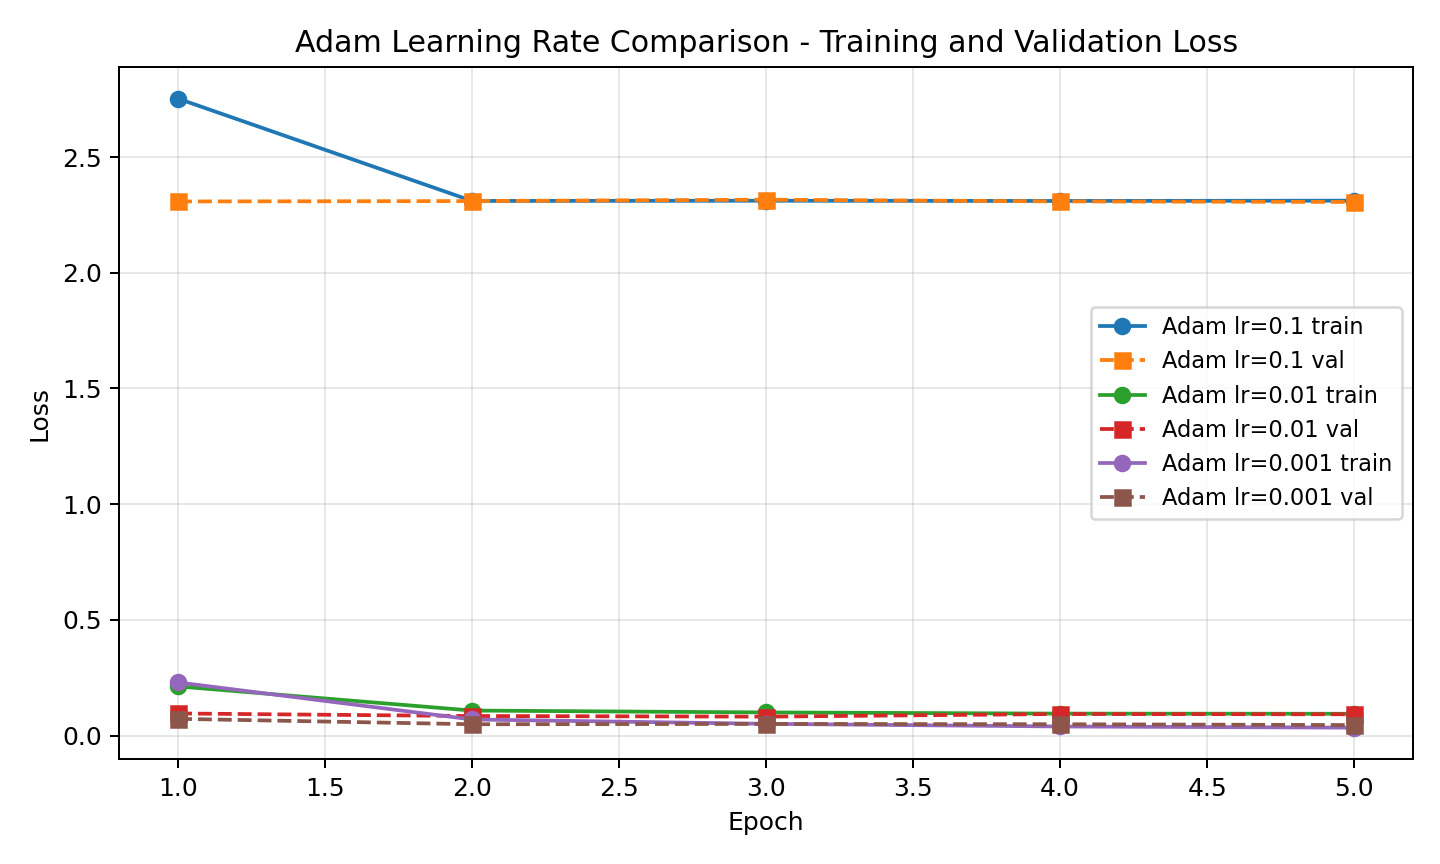 Adam Learning Rate Comparison - Training and Validation Loss
Loss
2.5
2.0
1.5
1.0
0.5
0.0
Adam lr=0.1 train
Adam lr=0.1 val
Adam lr=0.01 train
Adam lr=0.01 val
Adam lr=0.001 train
Adam lr=0.001 val
1.0 1.5 2.0 2.5 3.0 3.5 4.0 4.5 5.0
Epoch